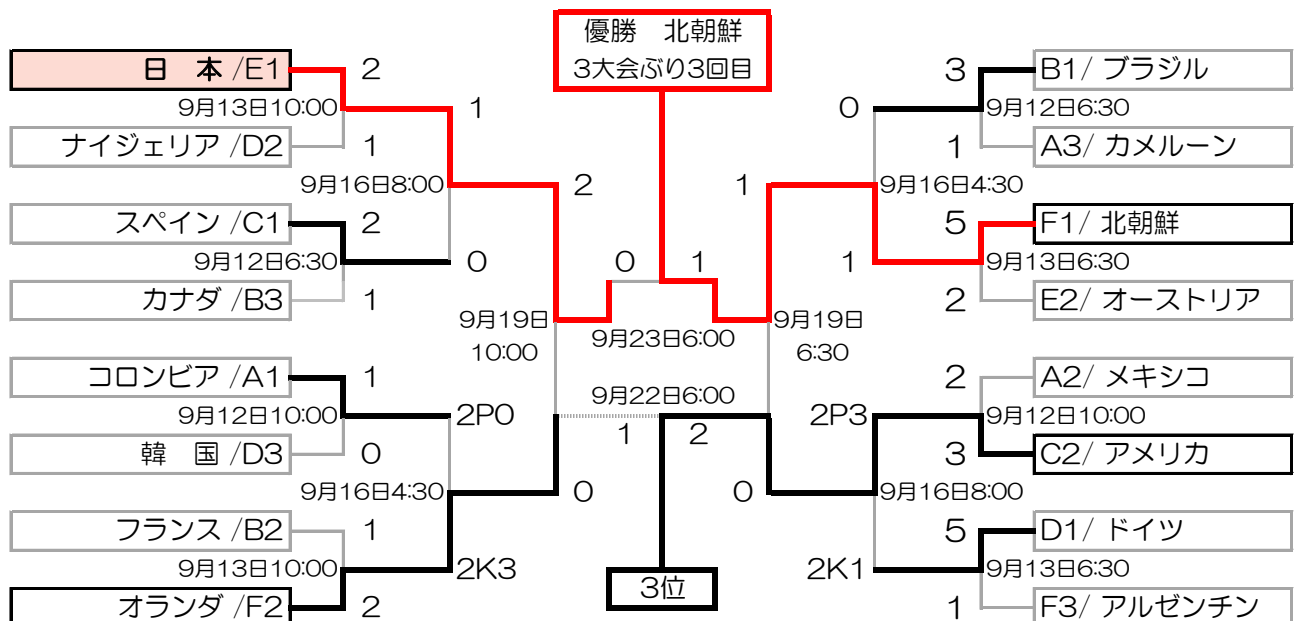 優勝 北朝鮮
3大会ぶり3回目
日 本 /E1
2
9月13日10:00
1
ナイジェリア /D2
1
9月16日8:00
2
スペイン /C1
2
9月12日6:30
0
カナダ /B3
1
9月19日
10:00
コロンビア /A1
1
9月12日10:00
2P0
韓 国 /D3
0
9月16日4:30
0
フランス /B2
1
9月13日10:00
2K3
オランダ /F2
2
0
1
9月23日6:00
9月22日6:00
1
2
3位
3
B1/ ブラジル
0
9月12日6:30
1
A3/ カメルーン
1
9月16日4:30
5
F1/ 北朝鮮
1
9月13日6:30
2
E2/ オーストリア
9月19日
6:30
2
A2/ メキシコ
2P3
9月12日10:00
3
C2/ アメリカ
0
9月16日8:00
5
D1/ ドイツ
2K1
9月13日6:30
1
F3/ アルゼンチン